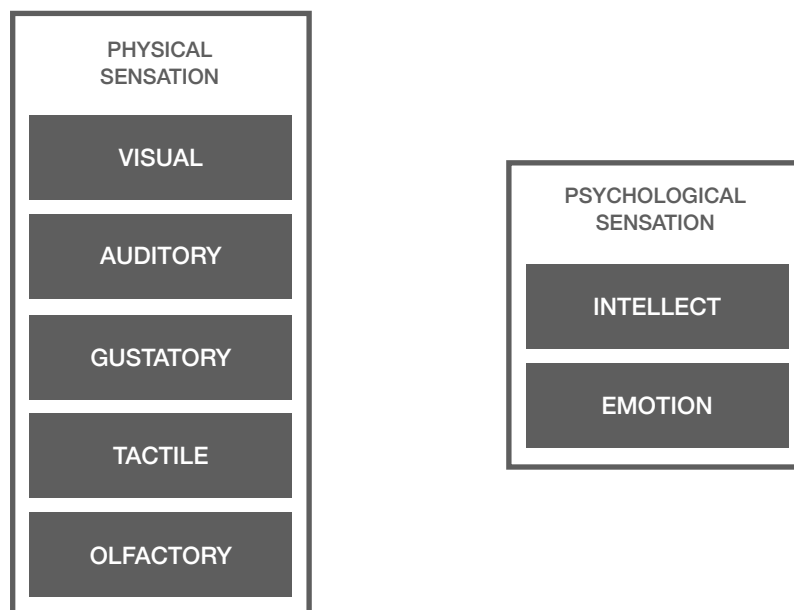 PHYSICAL
SENSATION
VISUAL
AUDITORY
GUSTATORY
TACTILE
OLFACTORY
PSYCHOLOGICAL
SENSATION
INTELLECT
EMOTION